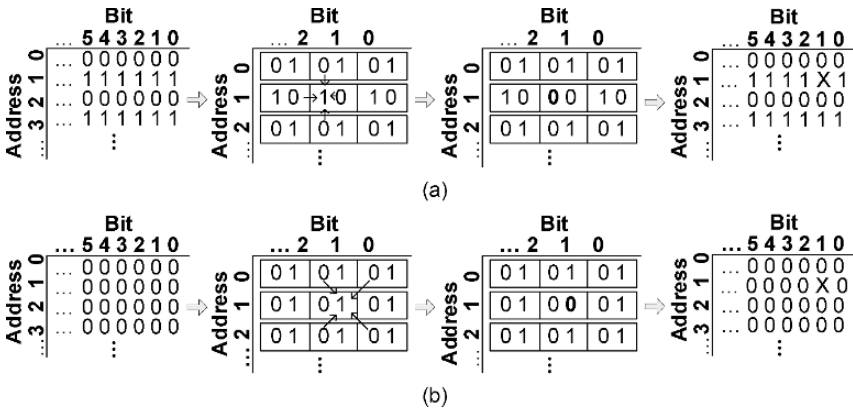 Bit
... 5 4 3 2 1 0
Address
0 ... 0 0 0 0 0 0
1 ... 1 1 1 1 1 1
2 ... 0 0 0 0 0 0
3 ... 1 1 1 1 1 1
Bit
... 2 1 0
Address
0 0 1 0 1 0 1
1 1 0 1 0 1 0
2 0 1 0 1 0 1
Bit
... 2 1 0
Address
0 0 1 0 1 0 1
1 1 0 0 0 1 0
2 0 1 0 1 0 1
Bit
... 5 4 3 2 1 0
Address
0 ... 0 0 0 0 0 0
1 ... 1 1 1 1 X 1
2 ... 0 0 0 0 0 0
3 ... 1 1 1 1 1 1
(a)
Bit
... 5 4 3 2 1 0
Address
0 ... 0 0 0 0 0 0
1 ... 0 0 0 0 0 0
2 ... 0 0 0 0 0 0
3 ... 0 0 0 0 0 0
Bit
... 2 1 0
Address
0 0 1 0 1 0 1
1 0 1 0 1 0 1
2 0 1 0 1 0 1
Bit
... 2 1 0
Address
0 0 1 0 1 0 1
1 0 1 0 0 0 1
2 0 1 0 1 0 1
Bit
... 5 4 3 2 1 0
Address
0 ... 0 0 0 0 0 0
1 ... 0 0 0 0 X 0
2 ... 0 0 0 0 0 0
3 ... 0 0 0 0 0 0
(b)